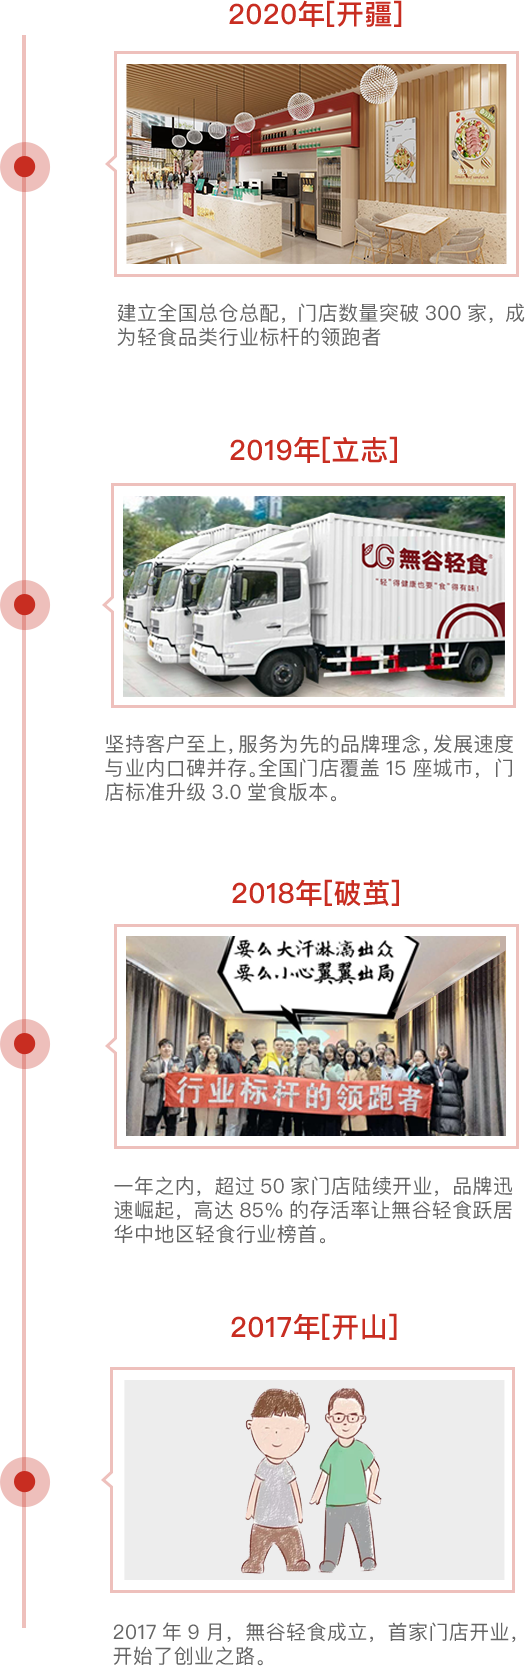 2020年[开疆]
建立全国总仓总配，门店数量突破 300 家，成
为轻食品类行业标杆的领跑者
2019年[立志]
UG 無谷轻食
“轻”得健康也要“食”得有味！
坚持客户至上，服务为先的品牌理念，发展速度
与业内口碑并存。全国门店覆盖 15 座城市，门
店标准升级 3.0 堂食版本。
2018年[破茧]
要么大汗淋漓出众
要么小心翼翼出局
行业标杆的领跑者
一年之内，超过 50 家门店陆续开业，品牌迅
速崛起，高达 85% 的存活率让無谷轻食跃居
华中地区轻食行业榜首。
2017年[开山]
2017 年 9 月，無谷轻食成立，首家门店开业，
开始了创业之路。